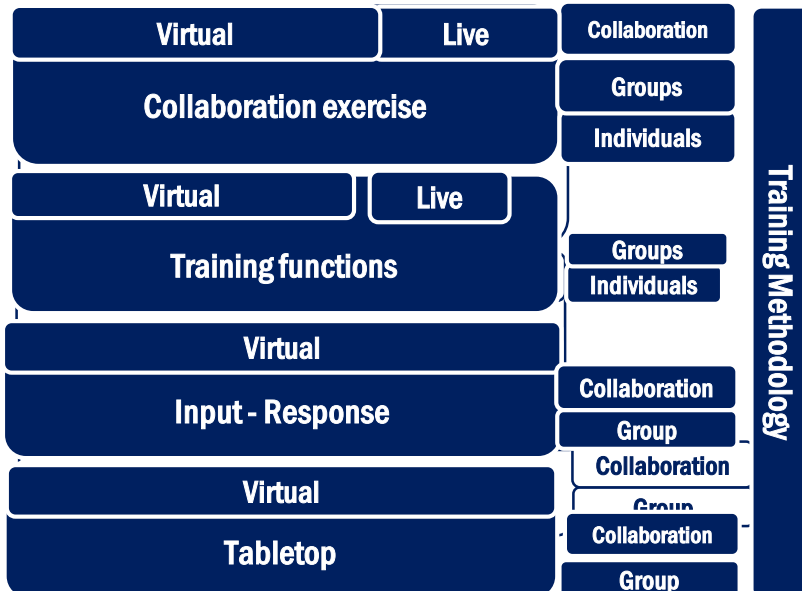 Virtual
Live
Collaboration
Collaboration exercise
Groups
Individuals
Virtual
Live
Training functions
Groups
Individuals
Virtual
Input - Response
Collaboration
Group
Collaboration
Group
Virtual
Tabletop
Collaboration
Group
Training Methodology